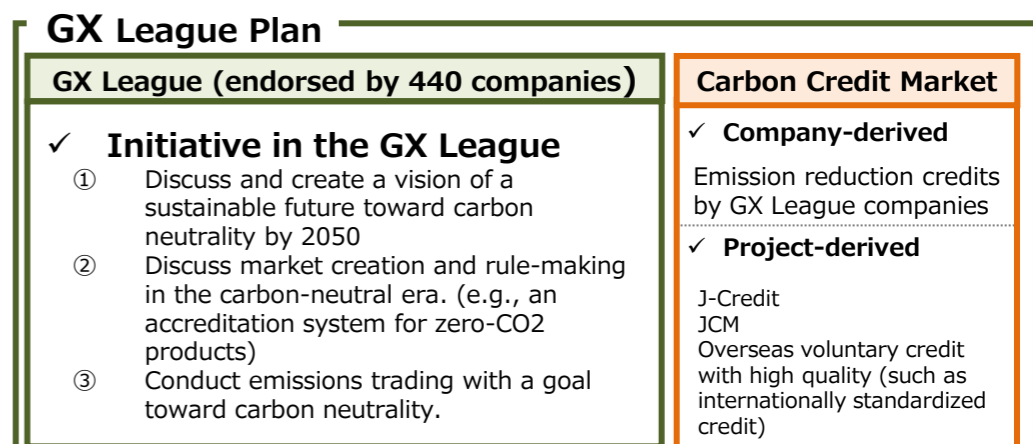 GX League Plan
GX League (endorsed by 440 companies)
✓ Initiative in the GX League
① Discuss and create a vision of a
sustainable future toward carbon
neutrality by 2050
② Discuss market creation and rule-making
in the carbon-neutral era. (e.g., an
accreditation system for zero-CO2
products)
③ Conduct emissions trading with a goal
toward carbon neutrality.
Carbon Credit Market
✓ Company-derived
Emission reduction credits
by GX League companies
✓ Project-derived
J-Credit
JCM
Overseas voluntary credit
with high quality (such as
internationally standardized
credit)